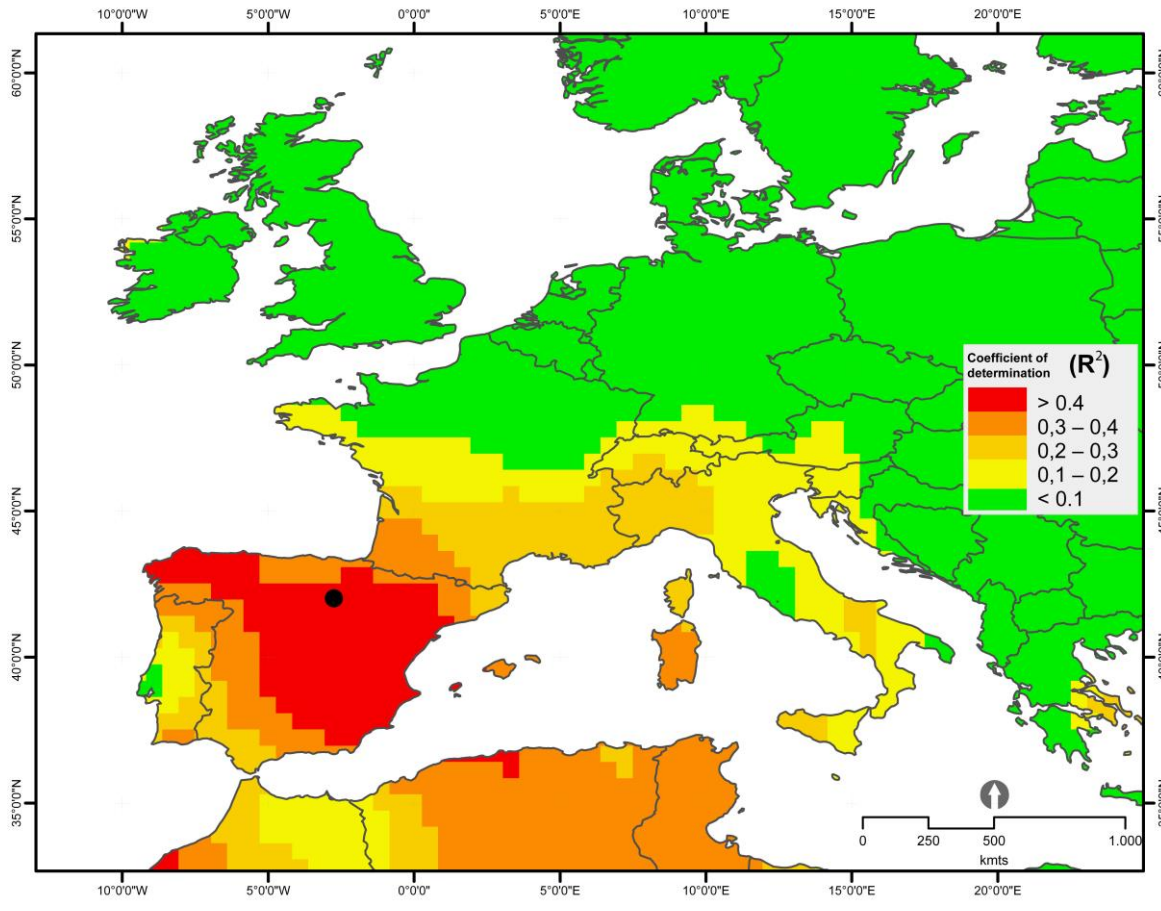 10°0'0"W 5°0'0"W 0°0'0"E 5°0'0"E 10°0'0"E 15°0'0"E 20°0'0"E
60°0'0"N
55°0'0"N
50°0'0"N
45°0'0"N
40°0'0"N
35°0'0"N
Coefficient of
determination (R²)
> 0.4
0,3 – 0,4
0,2 – 0,3
0,1 – 0,2
< 0.1
0 250 500 1.000
kmts
10°0'0"W 5°0'0"W 0°0'0"E 5°0'0"E 10°0'0"E 15°0'0"E 20°0'0"E